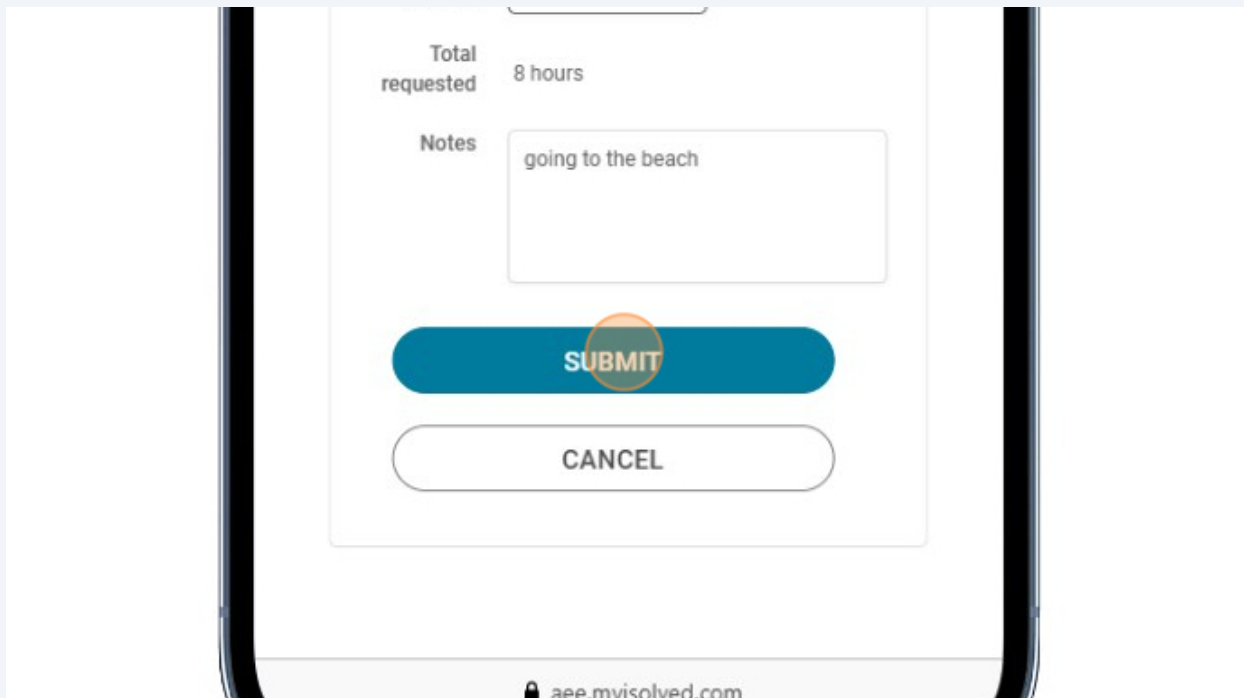 Total
requested
8 hours
Notes
going to the beach
SUBMIT
CANCEL
aee.myisolved.com